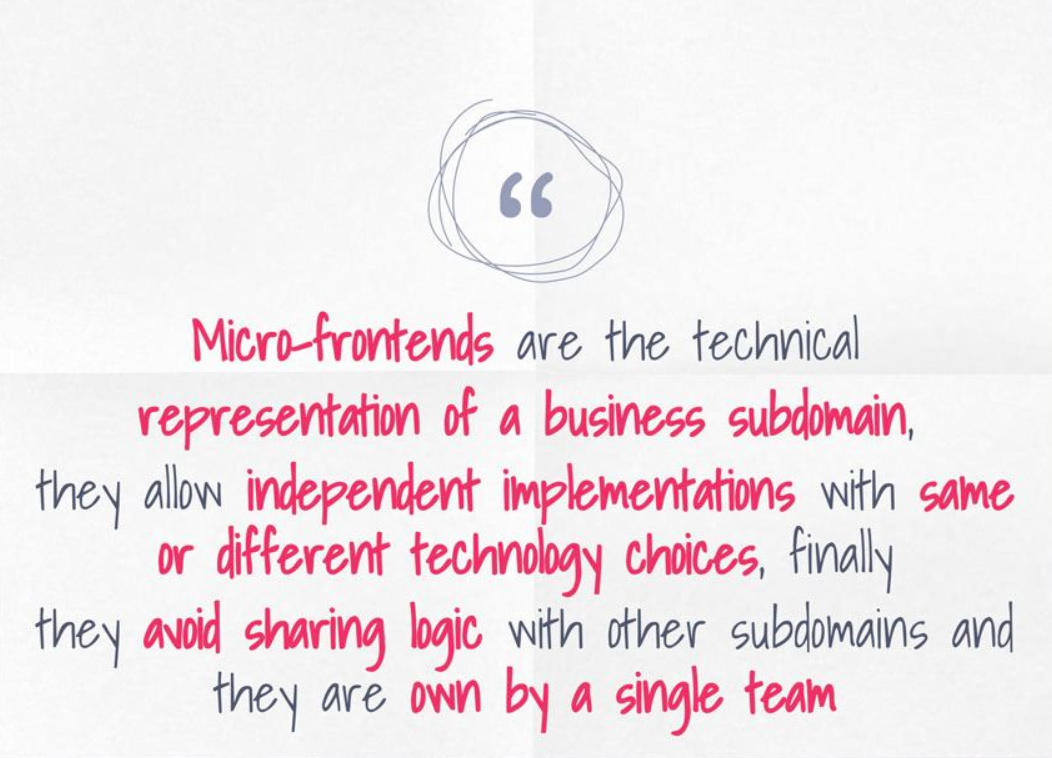 “
Micro-frontends are the technical
representation of a business subdomain,
they allow independent implementations with same
or different technology choices, finally
they avoid sharing logic with other subdomains and
they are own by a single team